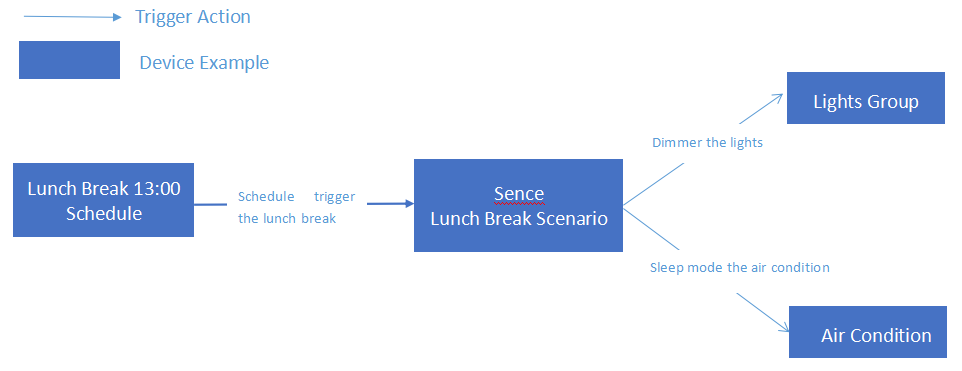 Trigger Action
Device Example
Lunch Break 13:00
Schedule
Schedule trigger
the lunch break
Sence
Lunch Break Scenario
Dimmer the lights
Lights Group
Sleep mode the air condition
Air Condition